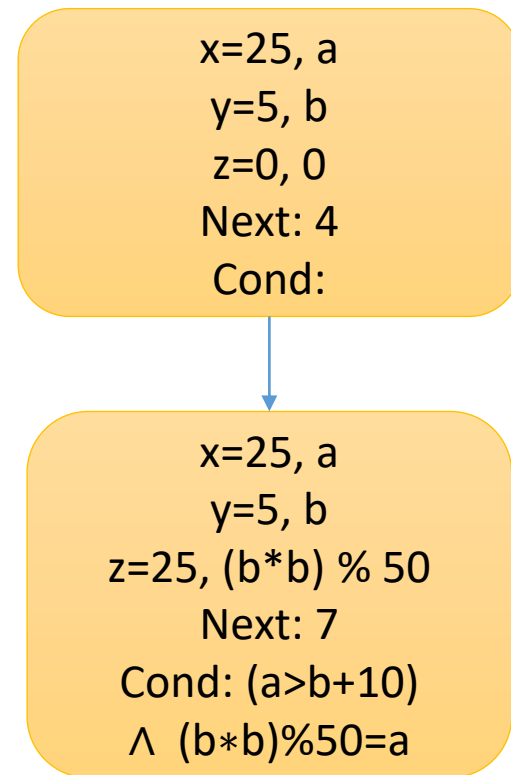 x=25, a
y=5, b
z=0, 0
Next: 4
Cond:
x=25, a
y=5, b
z=25, (b*b) % 50
Next: 7
Cond: (a>b+10)
∧ (b∗b)%50=a